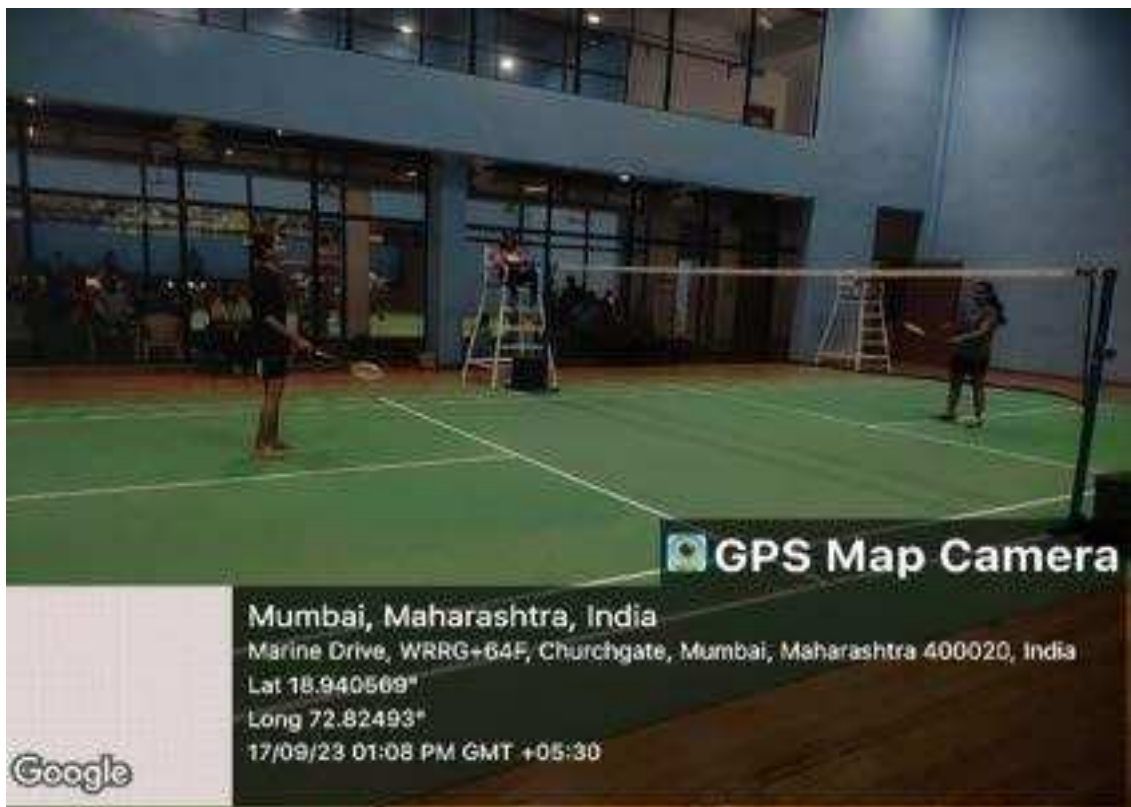 GPS Map Camera
Mumbai, Maharashtra, India
Marine Drive, WRRG+64F, Churchgate, Mumbai, Maharashtra 400020, India
Lat 18.940569°
Long 72.82493°
17/09/23 01:08 PM GMT +05:30
Google